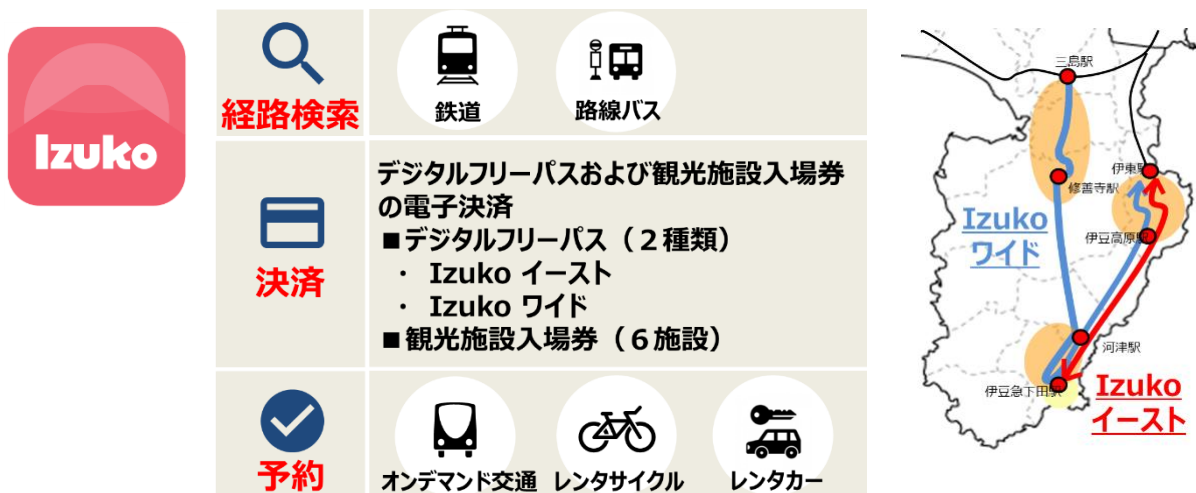 Izuko
経路検索
鉄道
路線バス
決済
デジタルフリーパスおよび観光施設入場券
の電子決済
■デジタルフリーパス（２種類）
・ Izuko イースト
・ Izuko ワイド
■観光施設入場券（６施設）
予約
オンデマンド交通
レンタサイクル
レンタカー
三島駅
伊東駅
修善寺駅
Izuko
ワイド
伊豆高原駅
河津駅
伊豆急下田駅
Izuko
イースト